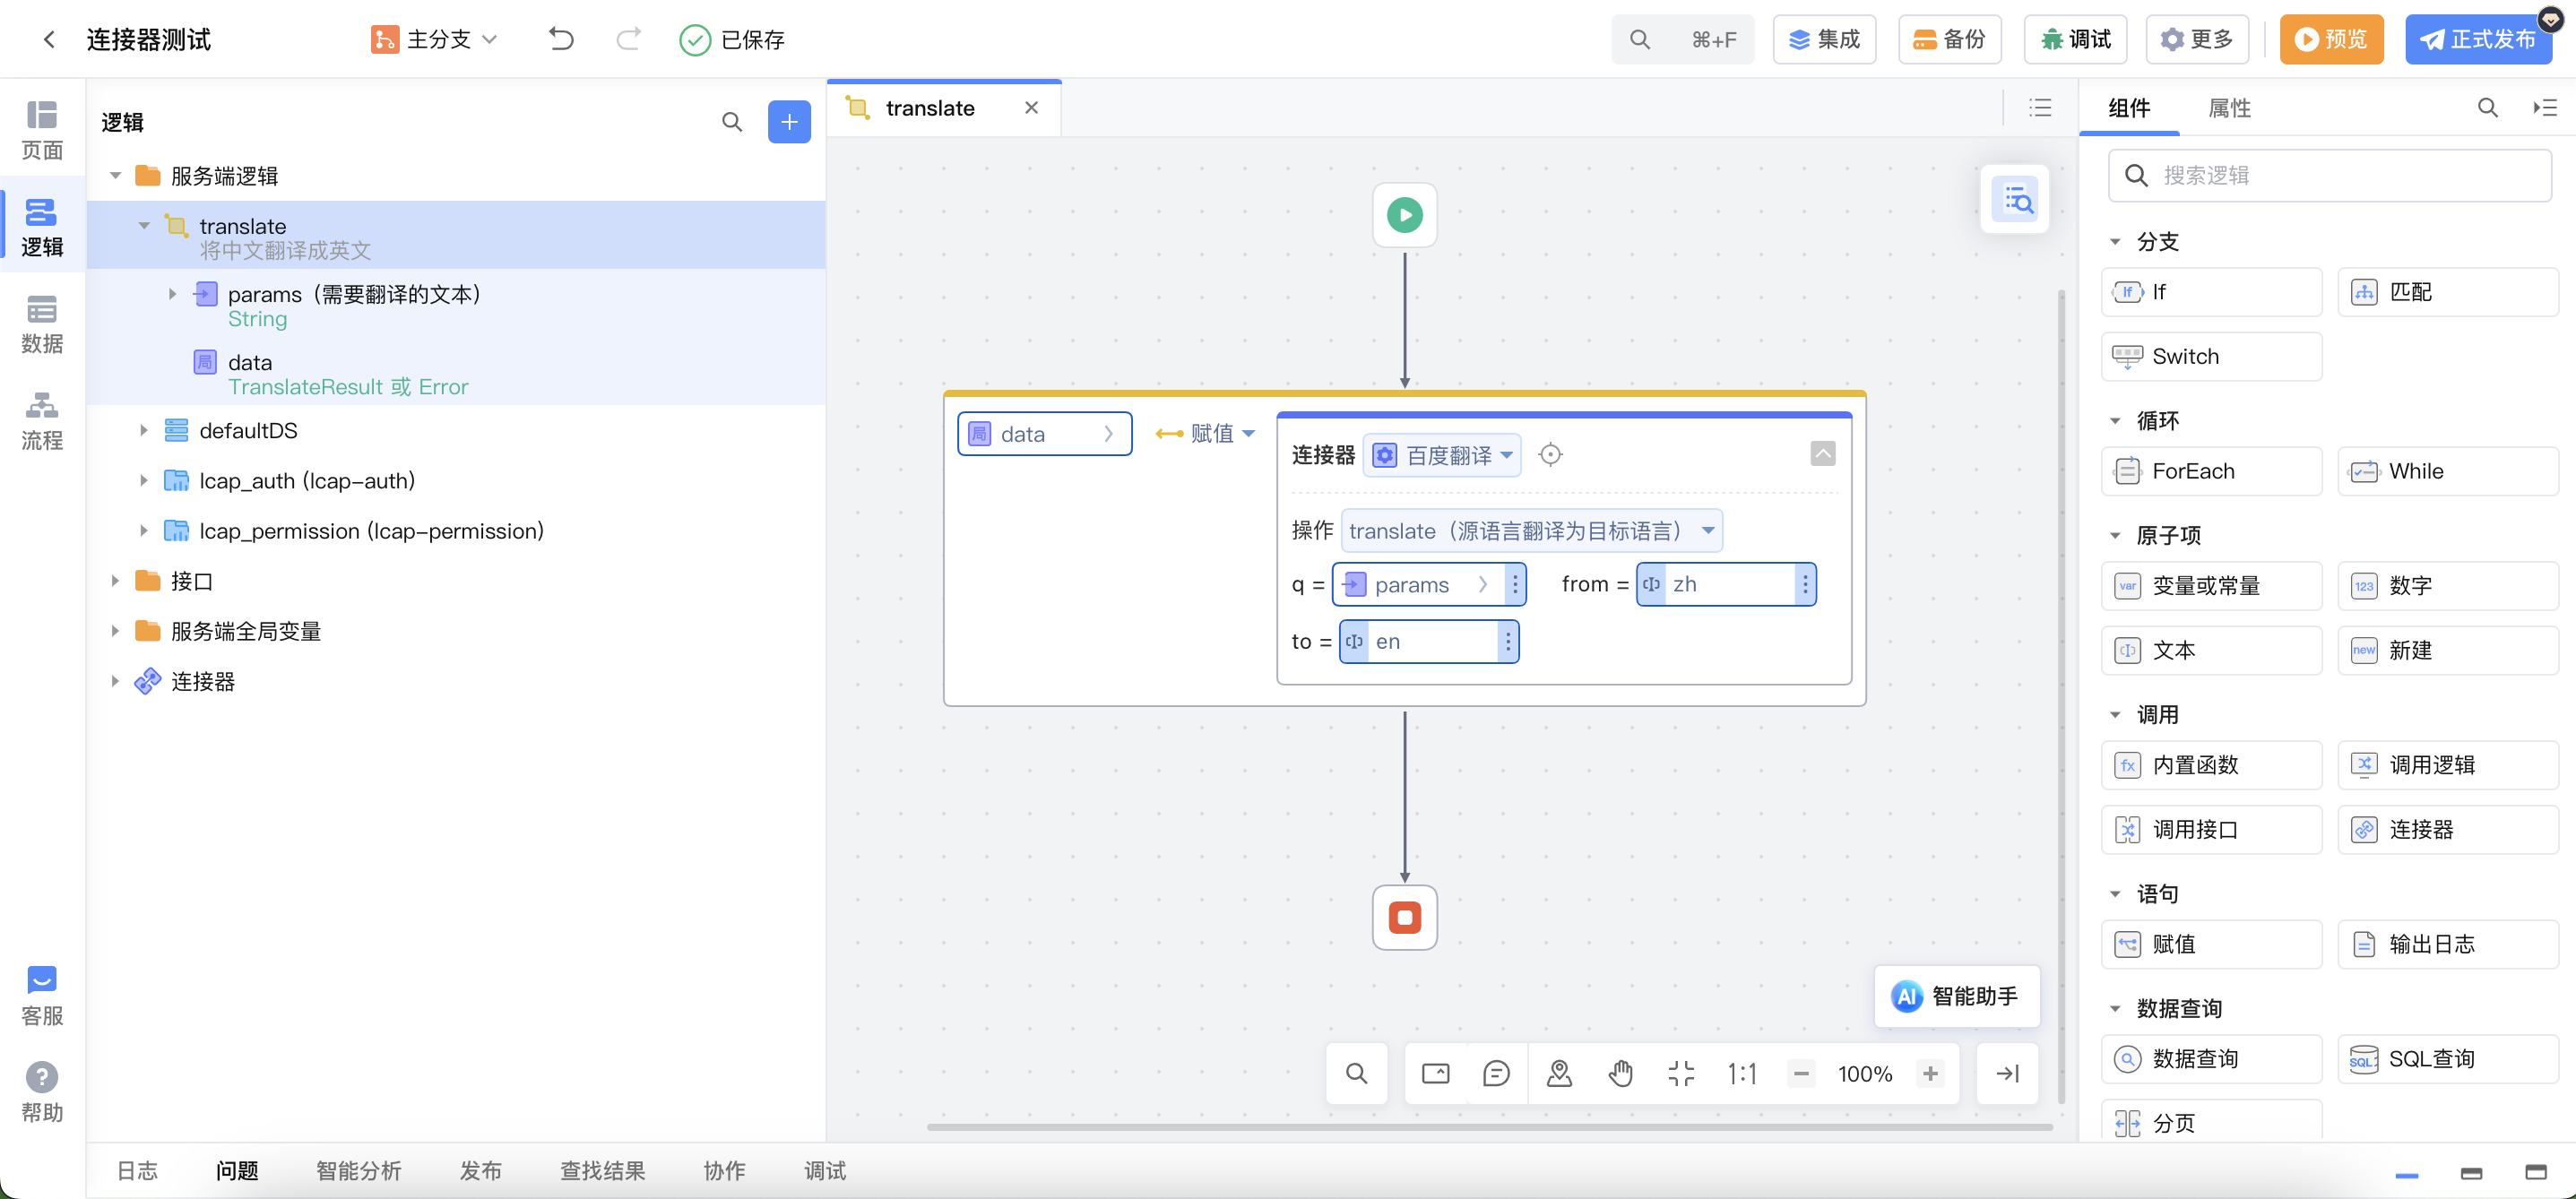 连接器测试
主分支
已保存
⌘+F
集成
备份
调试
更多
预览
正式发布
页面
逻辑
数据
流程
客服
帮助
逻辑
服务端逻辑
translate
将中文翻译成英文
params（需要翻译的文本）
String
局 data
TranslateResult 或 Error
defaultDS
lcap_auth (lcap-auth)
lcap_permission (lcap-permission)
接口
服务端全局变量
连接器
translate
局 data
赋值
连接器 百度翻译
操作 translate（源语言翻译为目标语言）
q = params
from = zh
to = en
AI 智能助手
1:1
100%
组件
属性
搜索逻辑
分支
If If
匹配
Switch
循环
ForEach
While
原子项
var 变量或常量
123 数字
文本
new 新建
调用
fx 内置函数
调用逻辑
调用接口
连接器
语句
赋值
输出日志
数据查询
数据查询
SQL SQL查询
分页
日志
问题
智能分析
发布
查找结果
协作
调试